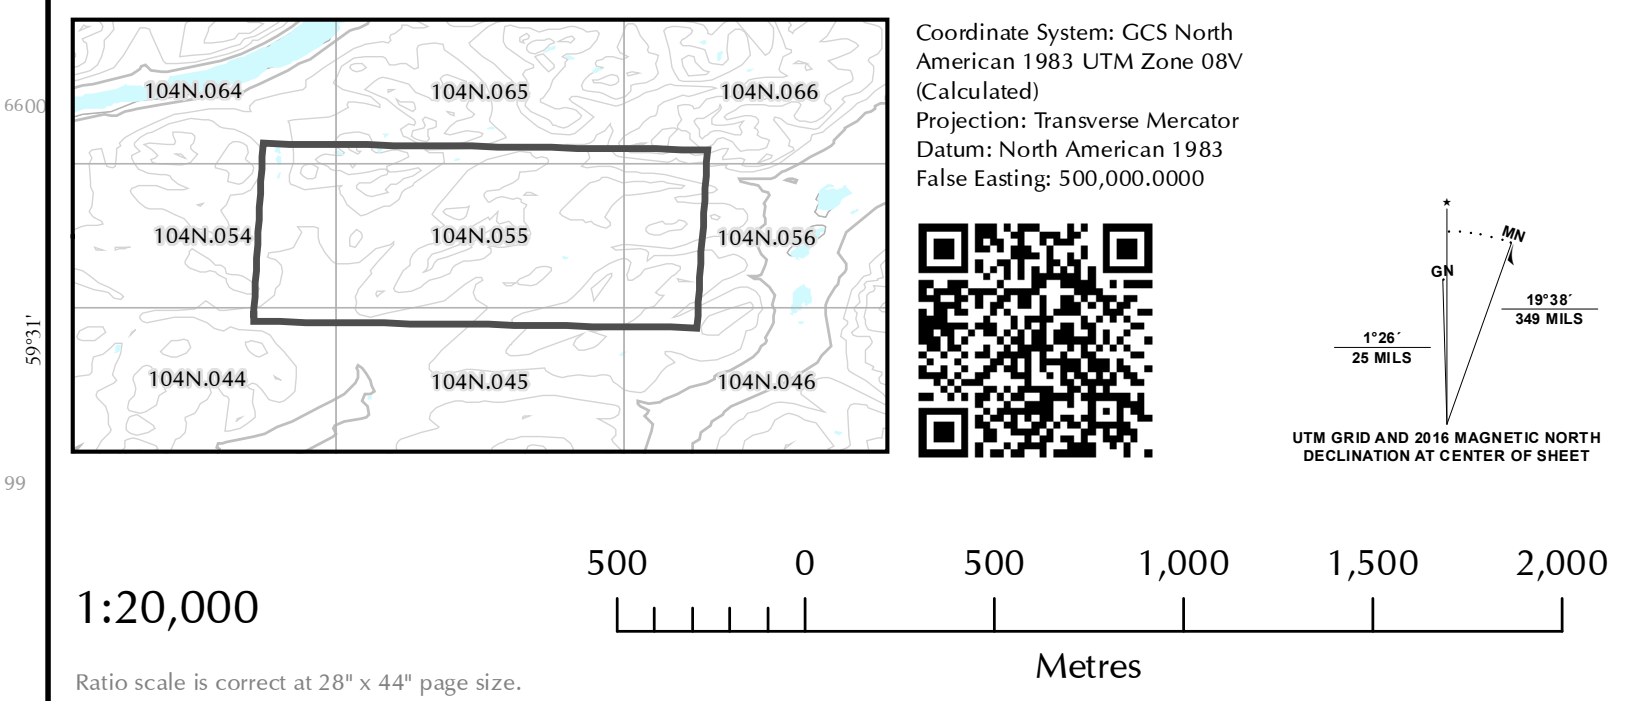 6600
99
59°31'
104N.064
104N.065
104N.066
104N.054
104N.055
104N.056
104N.044
104N.045
104N.046
Coordinate System: GCS North
American 1983 UTM Zone 08V
(Calculated)
Projection: Transverse Mercator
Datum: North American 1983
False Easting: 500,000.0000
MN
GN
19°38´
349 MILS
1°26´
25 MILS
UTM GRID AND 2016 MAGNETIC NORTH
DECLINATION AT CENTER OF SHEET
1:20,000
500 0 500 1,000 1,500 2,000
Metres
Ratio scale is correct at 28" x 44" page size.